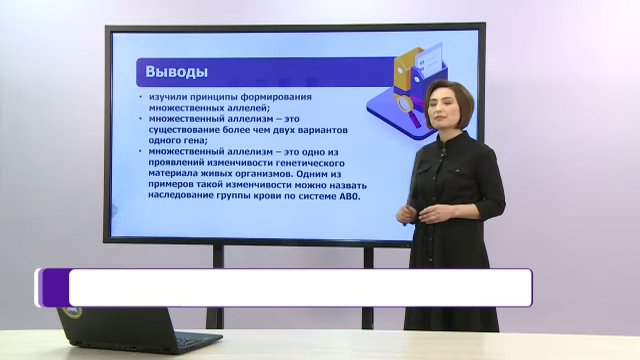 Выводы
• изучили принципы формирования
множественных аллелей;
• множественный аллелизм – это
существование более чем двух вариантов
одного гена;
• множественный аллелизм – это одно из
проявлений изменчивости генетического
материала живых организмов. Одним из
примеров такой изменчивости можно назвать
наследование группы крови по системе АВ0.